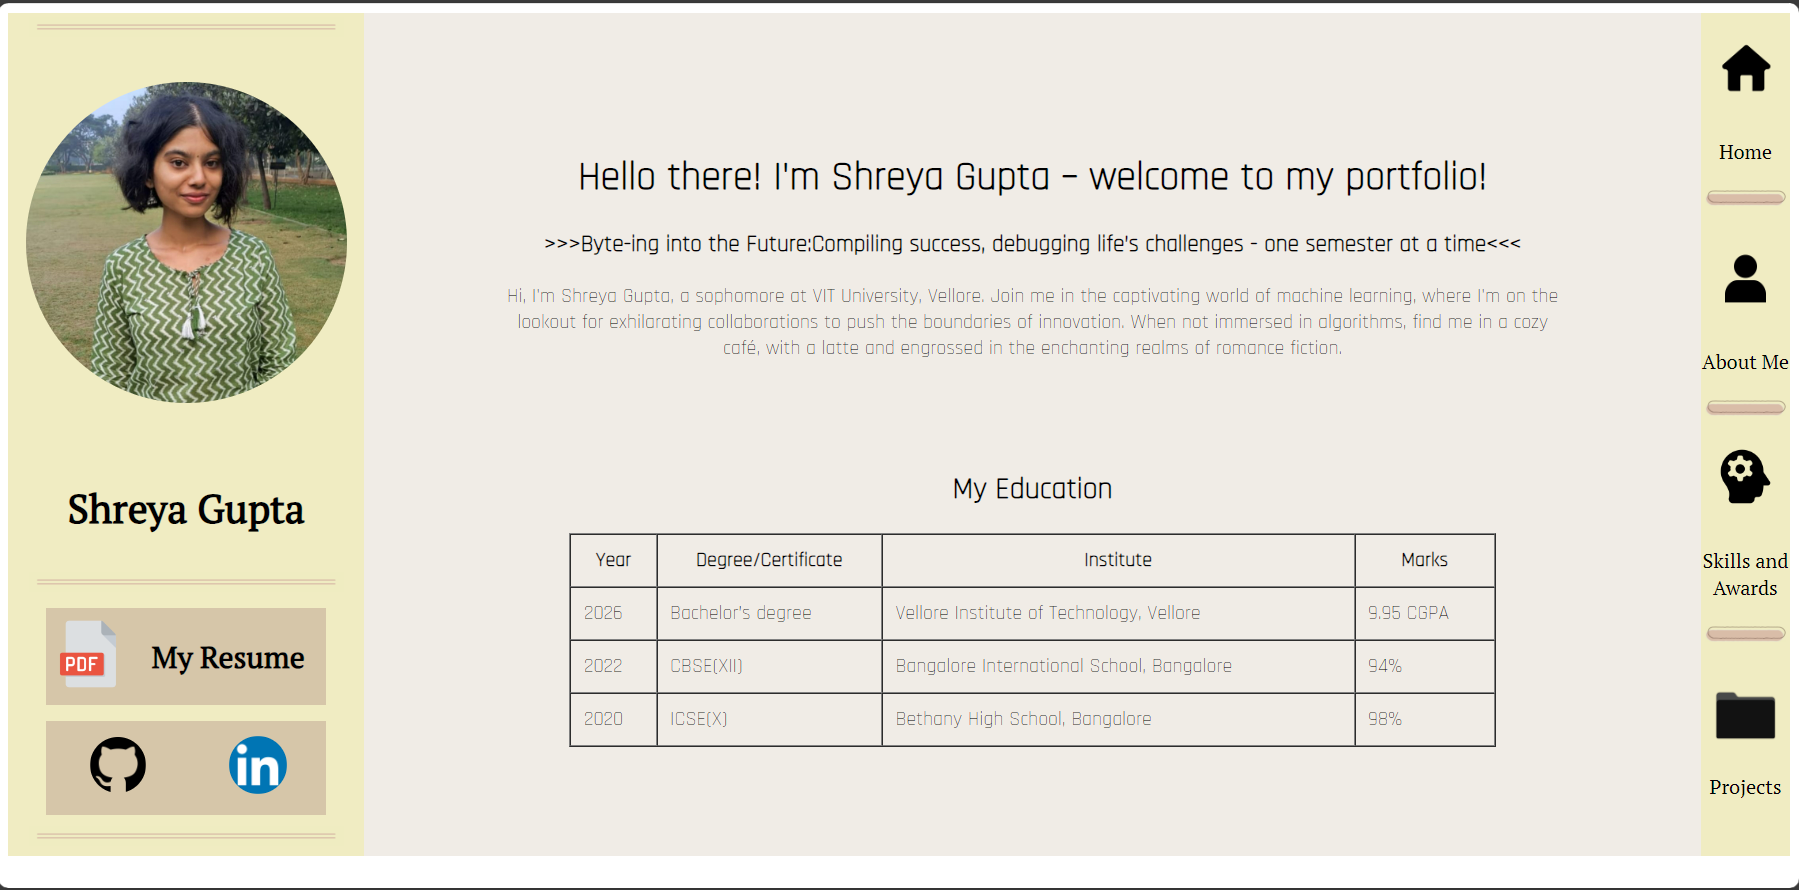 Shreya Gupta
PDF
My Resume
in
Hello there! I'm Shreya Gupta – welcome to my portfolio!
>>>Byte-ing into the Future:Compiling success, debugging life's challenges - one semester at a time<<<
Hi, I'm Shreya Gupta, a sophomore at VIT University, Vellore. Join me in the captivating world of machine learning, where I'm on the
lookout for exhilarating collaborations to push the boundaries of innovation. When not immersed in algorithms, find me in a cozy
café, with a latte and engrossed in the enchanting realms of romance fiction.
My Education
Year Degree/Certificate Institute Marks
2026 Bachelor's degree Vellore Institute of Technology, Vellore 9.95 CGPA
2022 CBSE(XII) Bangalore International School, Bangalore 94%
2020 ICSE(X) Bethany High School, Bangalore 98%
Home
About Me
Skills and
Awards
Projects